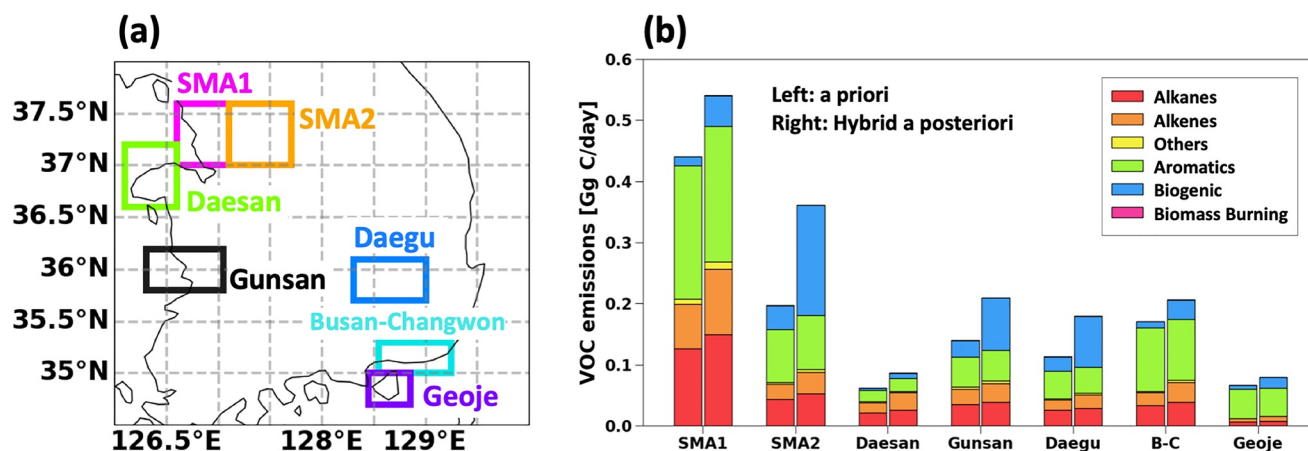 (a)
SMA1
SMA2
Daesan
Gunsan
Daegu
Busan-Changwon
Geoje
37.5°N
37°N
36.5°N
36°N
35.5°N
35°N
126.5°E
128°E
129°E
(b)
VOC emissions [Gg C/day]
0.6
0.5
0.4
0.3
0.2
0.1
0.0
Left: a priori
Right: Hybrid a posteriori
Alkanes
Alkenes
Others
Aromatics
Biogenic
Biomass Burning
SMA1
SMA2
Daesan
Gunsan
Daegu
B-C
Geoje